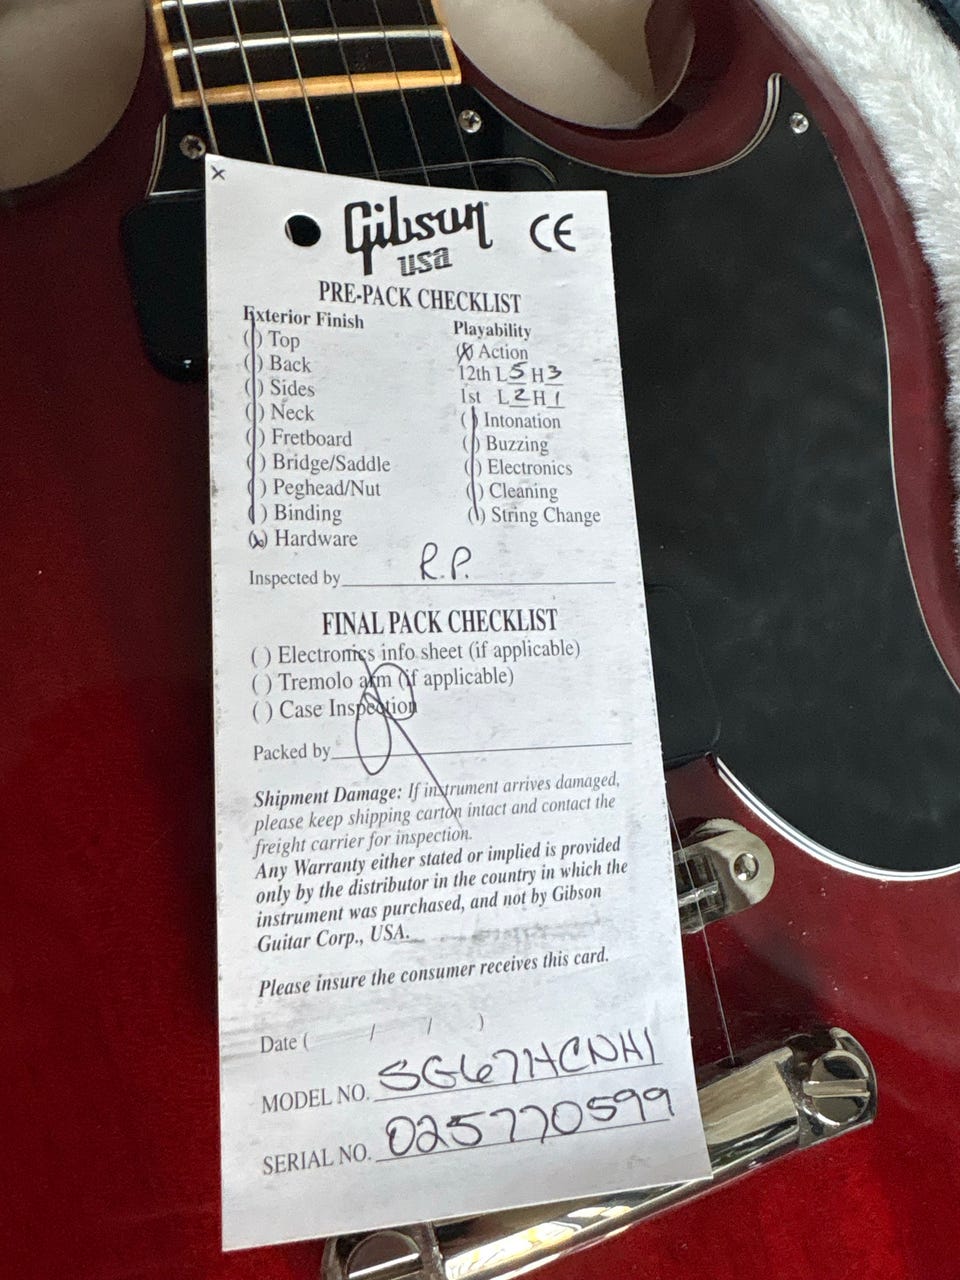 Gibson CE
usa
PRE-PACK CHECKLIST
Exterior Finish
( ) Top
( ) Back
( ) Sides
( ) Neck
( ) Fretboard
( ) Bridge/Saddle
( ) Peghead/Nut
( ) Binding
(x) Hardware
Playability
(X) Action
12th L 5 H 3
1st L 2 H 1
( ) Intonation
( ) Buzzing
( ) Electronics
( ) Cleaning
( ) String Change
Inspected by R.P.
FINAL PACK CHECKLIST
( ) Electronics info sheet (if applicable)
( ) Tremolo arm (if applicable)
( ) Case Inspection
Packed by
Shipment Damage: If instrument arrives damaged,
please keep shipping carton intact and contact the
freight carrier for inspection.
Any Warranty either stated or implied is provided
only by the distributor in the country in which the
instrument was purchased, and not by Gibson
Guitar Corp., USA.
Please insure the consumer receives this card.
Date ( / / )
MODEL NO. SG67HCNH1
SERIAL NO. 025770599